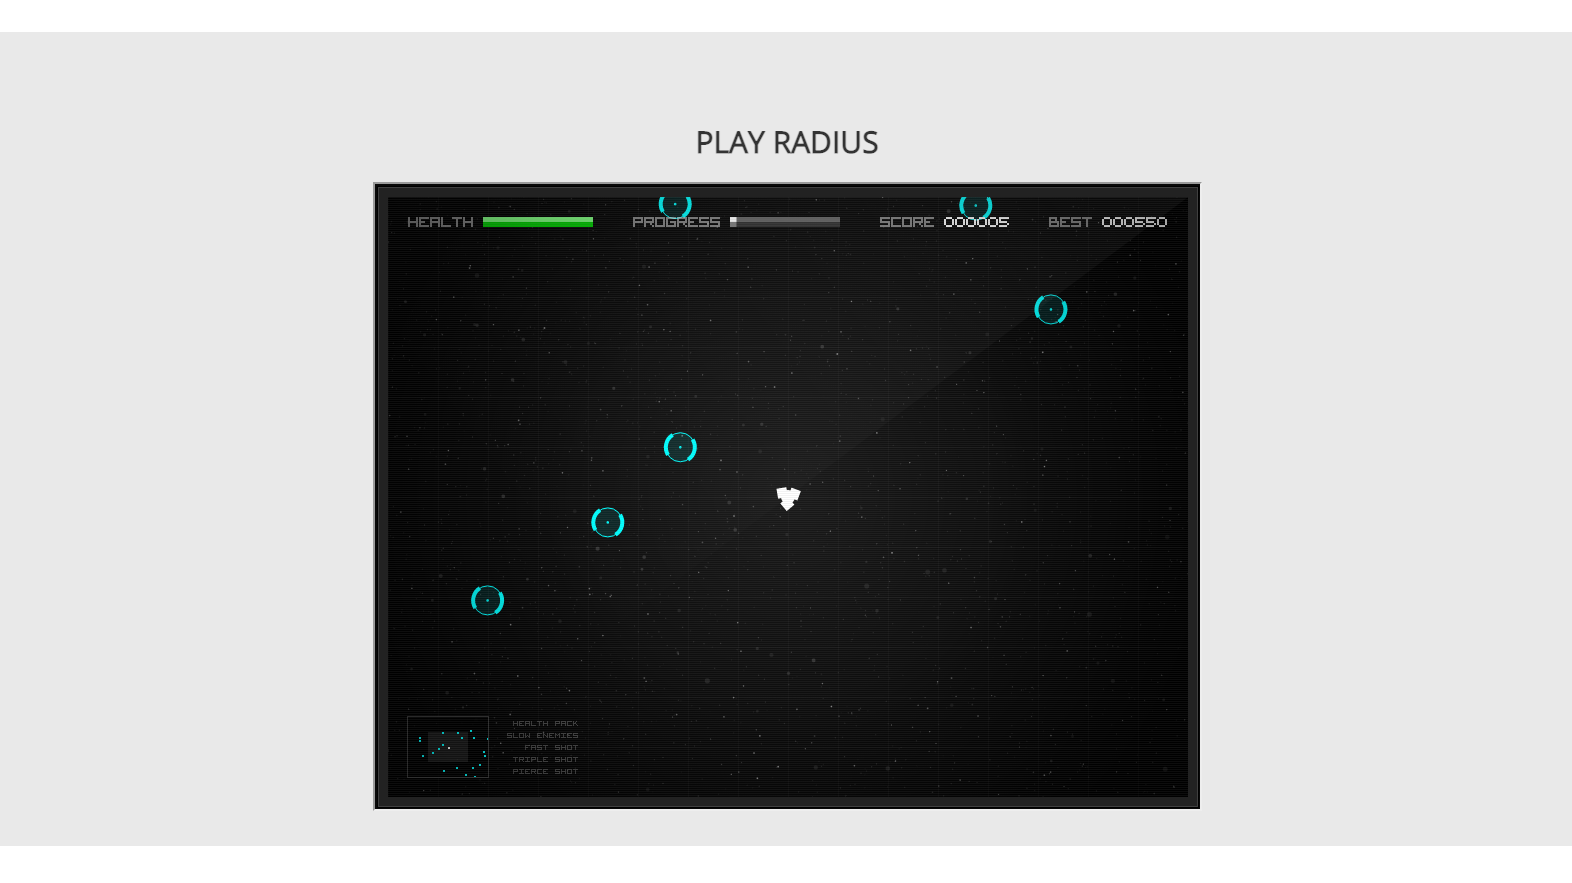 PLAY RADIUS
HEALTH PROGRESS SCORE 000005 BEST 000550
HEALTH PACK
SLOW ENEMIES
FAST SHOT
TRIPLE SHOT
PIERCE SHOT